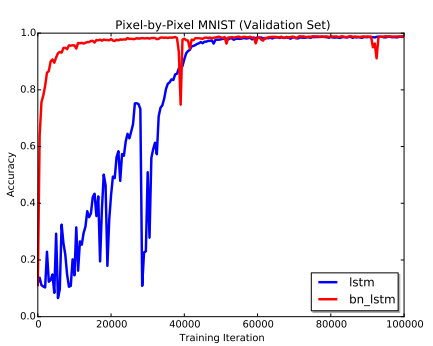 Pixel-by-Pixel MNIST (Validation Set)
1.0
0.8
0.6
0.4
0.2
0.0
Accuracy
0
20000
40000
60000
80000
100000
Training Iteration
lstm
bn_lstm